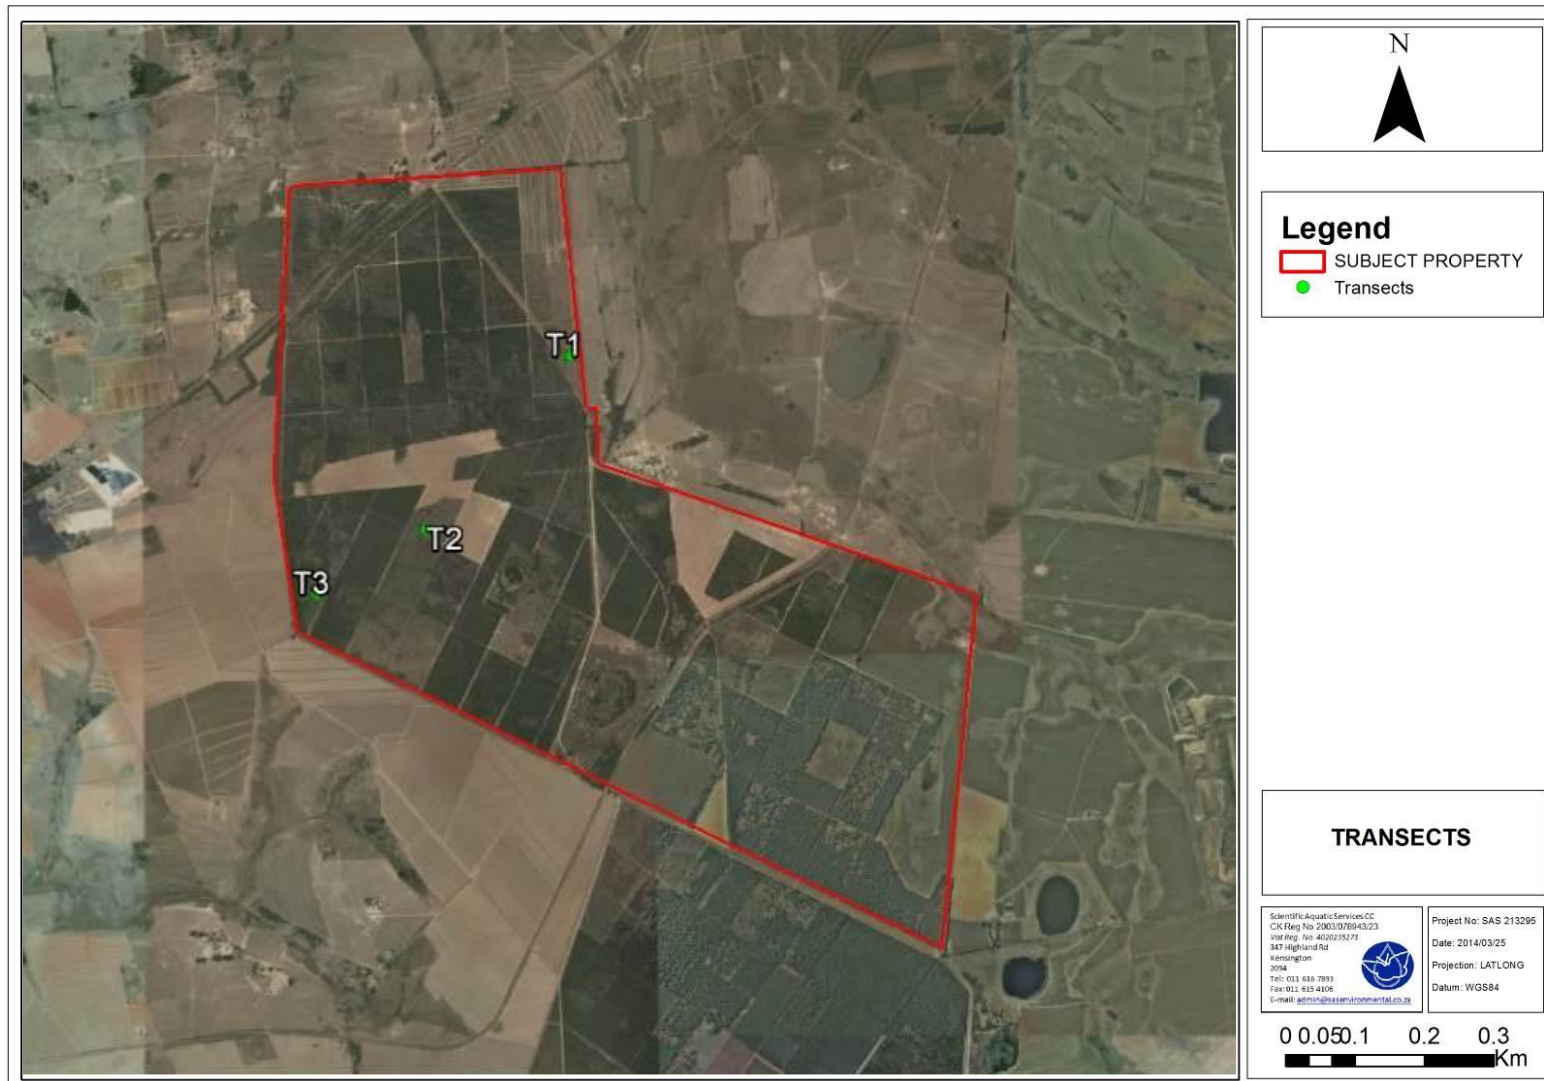 N
Legend
SUBJECT PROPERTY
Transects
T1
T2
T3
TRANSECTS
Scientific Aquatic Services CC
CK Reg No 2003/078943/23
Vat Reg. No. 4020235273
347 Highland Rd
Kensington
2094
Tel: 011 616 7893
Fax: 011 615 4106
E-mail: admin@sasenvironmental.co.za
Project No: SAS 213295
Date: 2014/03/25
Projection: LATLONG
Datum: WGS84
0 0.05 0.1 0.2 0.3
Km